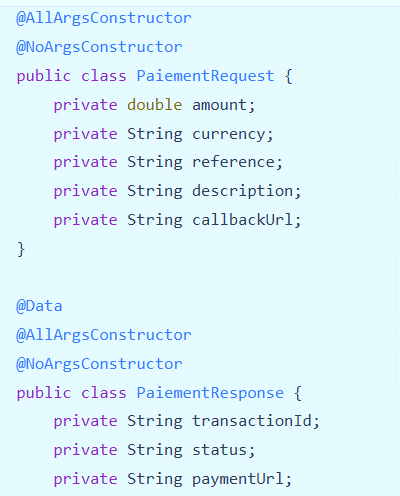 @AllArgsConstructor
@NoArgsConstructor
public class PaiementRequest {
    private double amount;
    private String currency;
    private String reference;
    private String description;
    private String callbackUrl;
}

@Data
@AllArgsConstructor
@NoArgsConstructor
public class PaiementResponse {
    private String transactionId;
    private String status;
    private String paymentUrl;